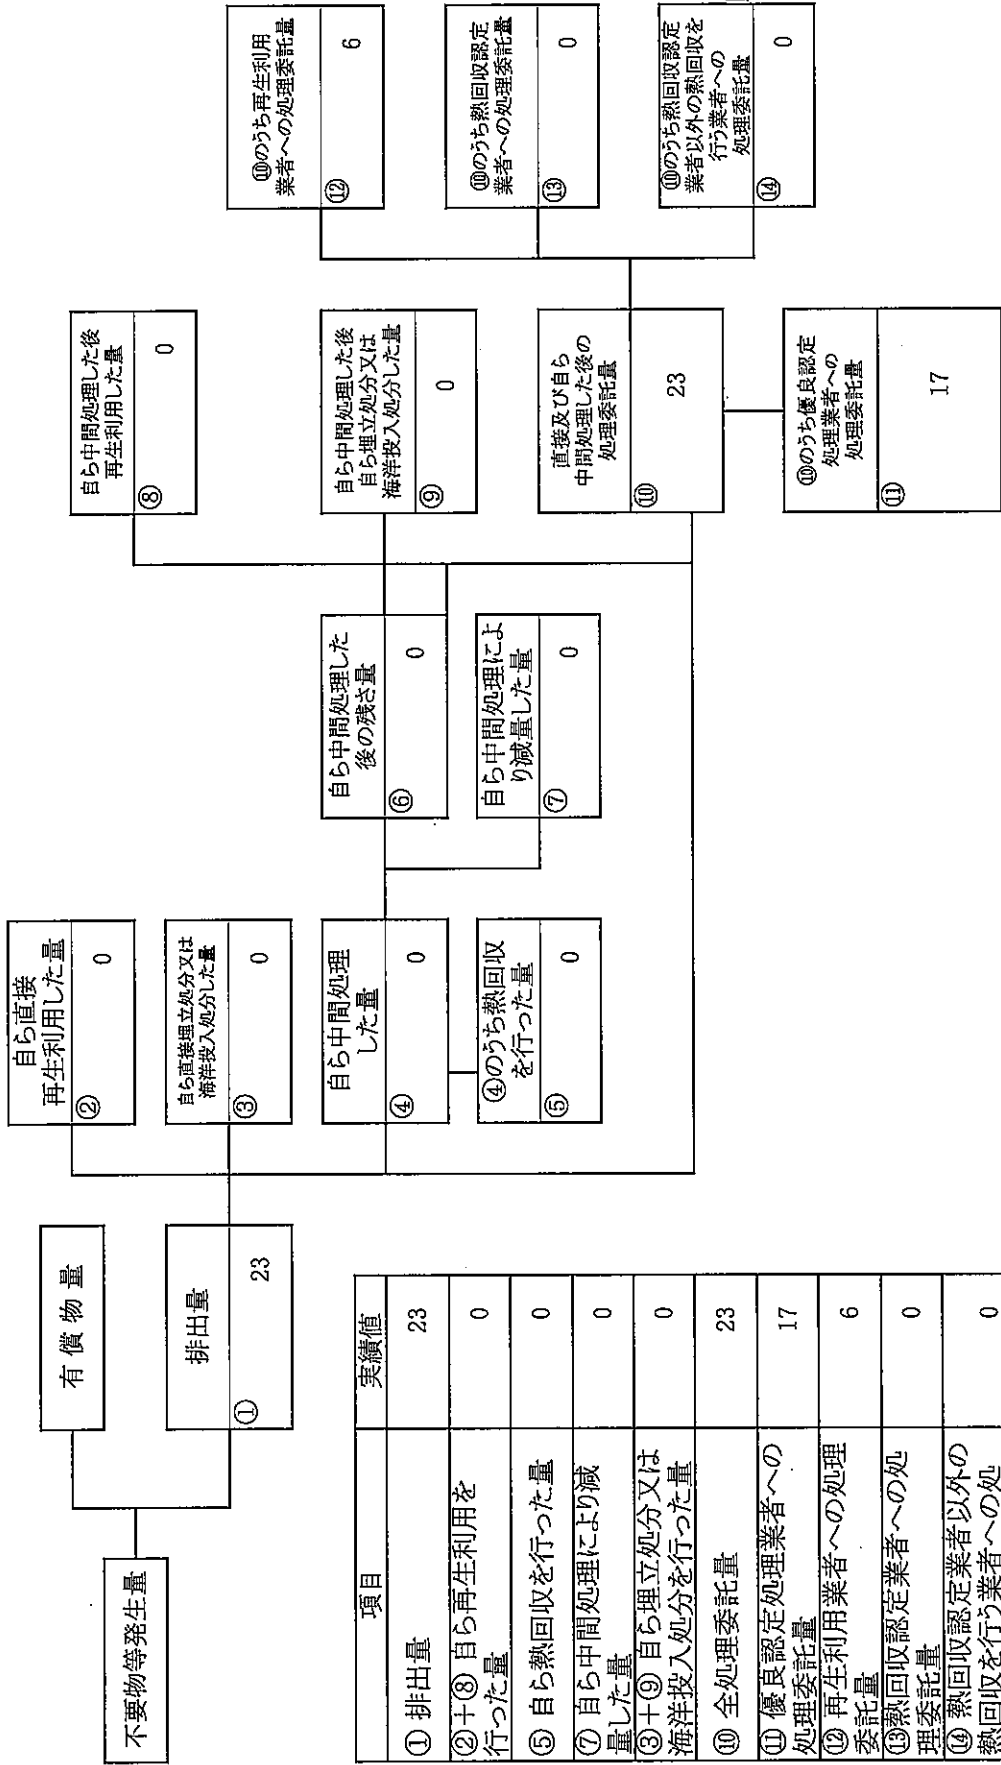 不要物等発生量
有償物量
排出量
① 23
自ら直接
再生利用した量
② 0
自ら直接埋立処分又は
海洋投入処分した量
③ 0
自ら中間処理
した量
④ 0
④のうち熱回収
を行った量
⑤ 0
自ら中間処理した
後の残さ量
⑥ 0
自ら中間処理によ
り減量した量
⑦ 0
自ら中間処理した後
再生利用した量
⑧ 0
自ら中間処理した後
自ら埋立処分又は
海洋投入処分した量
⑨ 0
直接及び自ら
中間処理した後の
処理委託量
⑩ 23
⑩のうち優良認定
処理業者への
処理委託量
⑪ 17
⑩のうち再生利用
業者への処理委託量
⑫ 6
⑩のうち熱回収認定
業者への処理委託量
⑬ 0
⑩のうち熱回収認定
業者以外の熱回収を
行う業者への
処理委託量
⑭ 0
項目 実績値
① 排出量 23
②+⑧ 自ら再生利用を
行った量 0
⑤ 自ら熱回収を行った量 0
⑦ 自ら中間処理により減
量した量 0
③+⑨ 自ら埋立処分又は
海洋投入処分を行った量 0
⑩ 全処理委託量 23
⑪ 優良認定処理業者への
処理委託量 17
⑫ 再生利用業者への処理
委託量 6
⑬熱回収認定業者への処
理委託量 0
⑭ 熱回収認定業者以外の
熱回収を行う業者への処 0